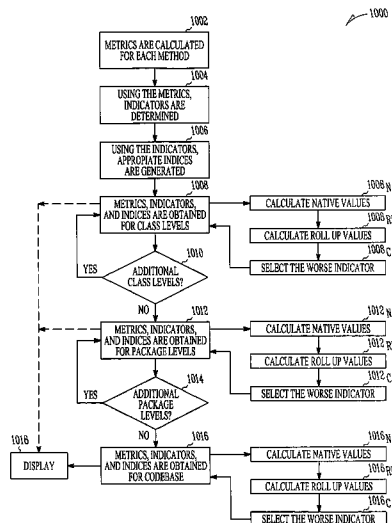 1000
1002
METRICS ARE CALCULATED
FOR EACH METHOD
1004
USING THE METRICS,
INDICATORS ARE
DETERMINED
1006
USING THE INDICATORS,
APPROPIATE INDICES
ARE GENERATED
1008
METRICS, INDICATORS,
AND INDICES ARE OBTAINED
FOR CLASS LEVELS
1008 N
CALCULATE NATIVE VALUES
1008 R
CALCULATE ROLL UP VALUES
1008 C
SELECT THE WORSE INDICATOR
1010
ADDITIONAL
CLASS LEVELS?
YES
NO
1012
METRICS, INDICATORS,
AND INDICES ARE OBTAINED
FOR PACKAGE LEVELS
1012 N
CALCULATE NATIVE VALUES
1012 R
CALCULATE ROLL UP VALUES
1012 C
SELECT THE WORSE INDICATOR
1014
ADDITIONAL
PACKAGE
LEVELS?
YES
NO
1016
METRICS, INDICATORS,
AND INDICES ARE OBTAINED
FOR CODEBASE
1016 N
CALCULATE NATIVE VALUES
1016 R
CALCULATE ROLL UP VALUES
1016 C
SELECT THE WORSE INDICATOR
1018
DISPLAY